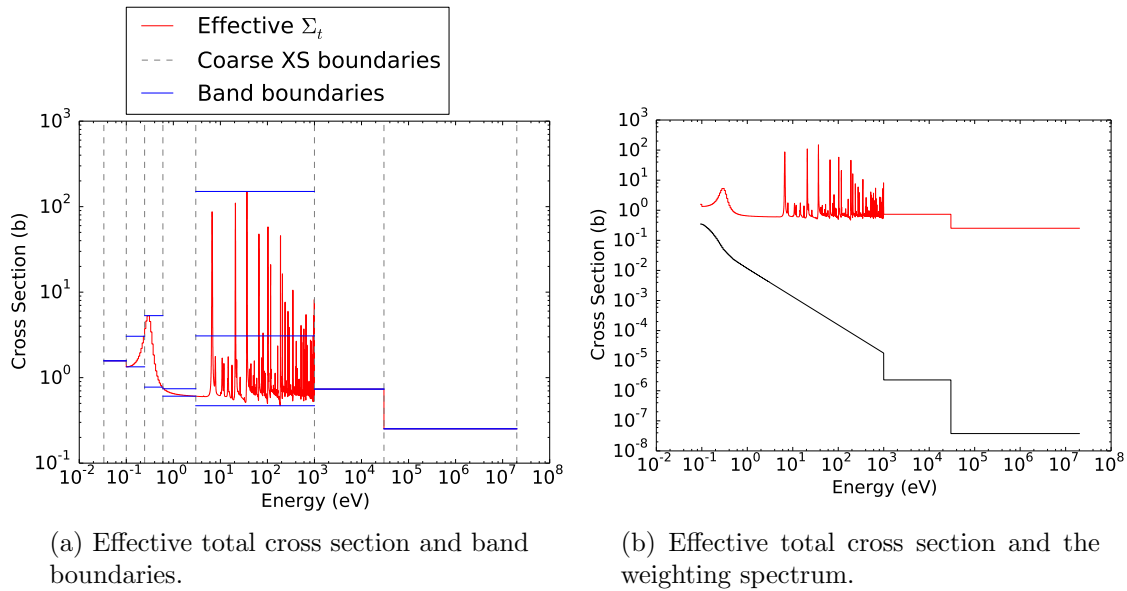 Effective Σ_t
Coarse XS boundaries
Band boundaries
10^3
10^2
10^1
10^0
10^-1
Cross Section (b)
10^-2 10^-1 10^0 10^1 10^2 10^3 10^4 10^5 10^6 10^7 10^8
Energy (eV)
10^3
10^2
10^1
10^0
10^-1
10^-2
10^-3
10^-4
10^-5
10^-6
10^-7
10^-8
Cross Section (b)
10^-2 10^-1 10^0 10^1 10^2 10^3 10^4 10^5 10^6 10^7 10^8
Energy (eV)
(a) Effective total cross section and band
boundaries.
(b) Effective total cross section and the
weighting spectrum.